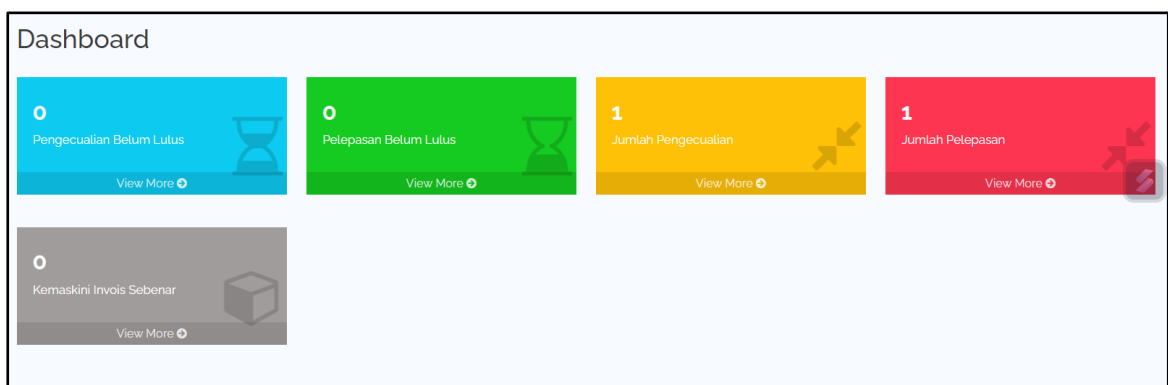 Dashboard
0
Pengecualian Belum Lulus
View More
0
Pelepasan Belum Lulus
View More
1
Jumlah Pengecualian
View More
1
Jumlah Pelepasan
View More
0
Kemaskini Invois Sebenar
View More